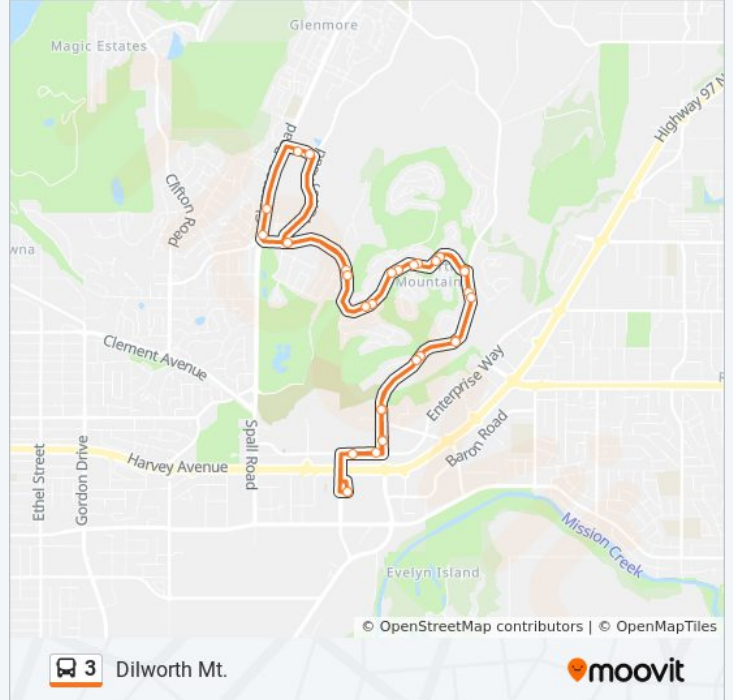 Glenmore
Magic Estates
Highway 97 N
Clifton Road
wna
Mountain
Clement Avenue
Enterprise Way
Baron Road
Spall Road
Harvey Avenue
Ethel Street
Gordon Drive
Mission Creek
Evelyn Island
© OpenStreetMap contributors | © OpenMapTiles
3 Dilworth Mt.
moovit